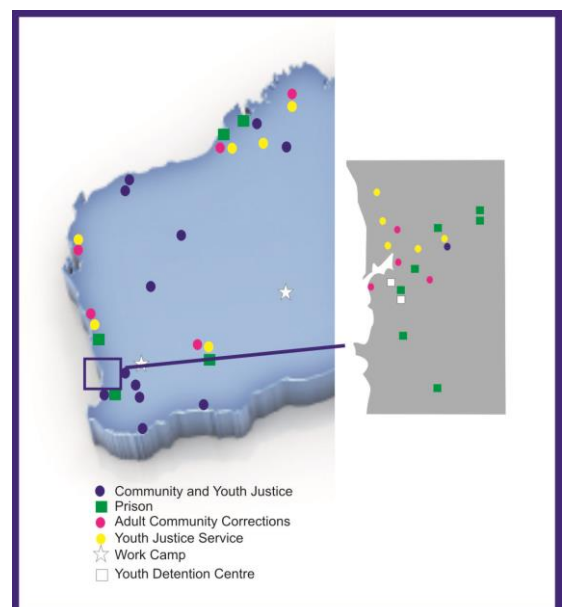 Community and Youth Justice
Prison
Adult Community Corrections
Youth Justice Service
Work Camp
Youth Detention Centre